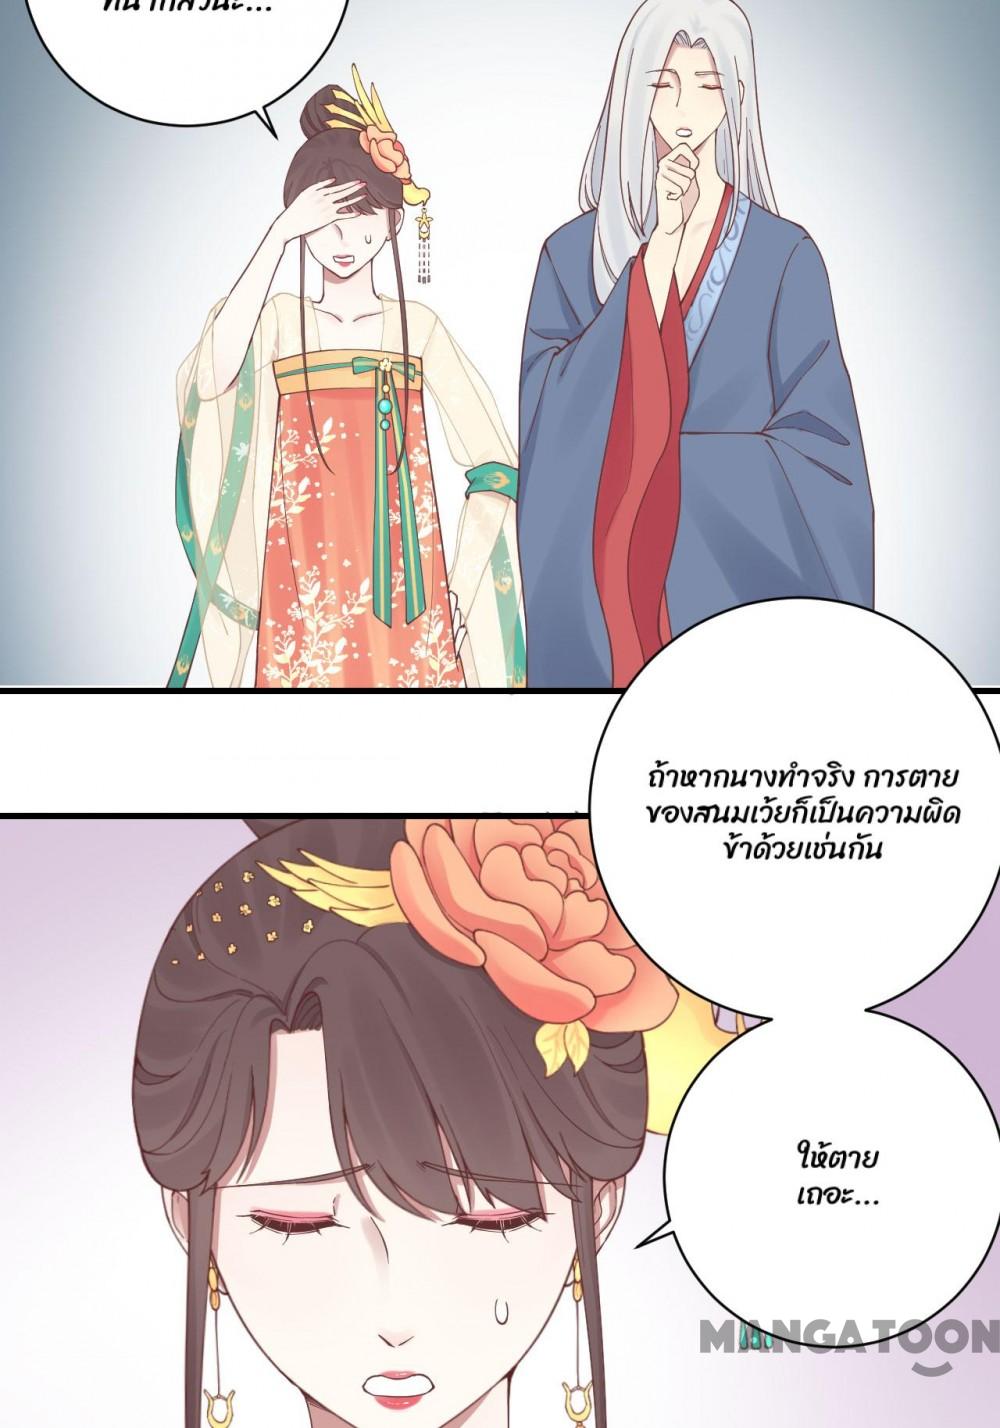 ถ้าหากนางทำจริง การตาย
ของสนมเว้ยก็เป็นความผิด
ข้าด้วยเช่นกัน
ให้ตาย
เถอะ...
MANGATOON